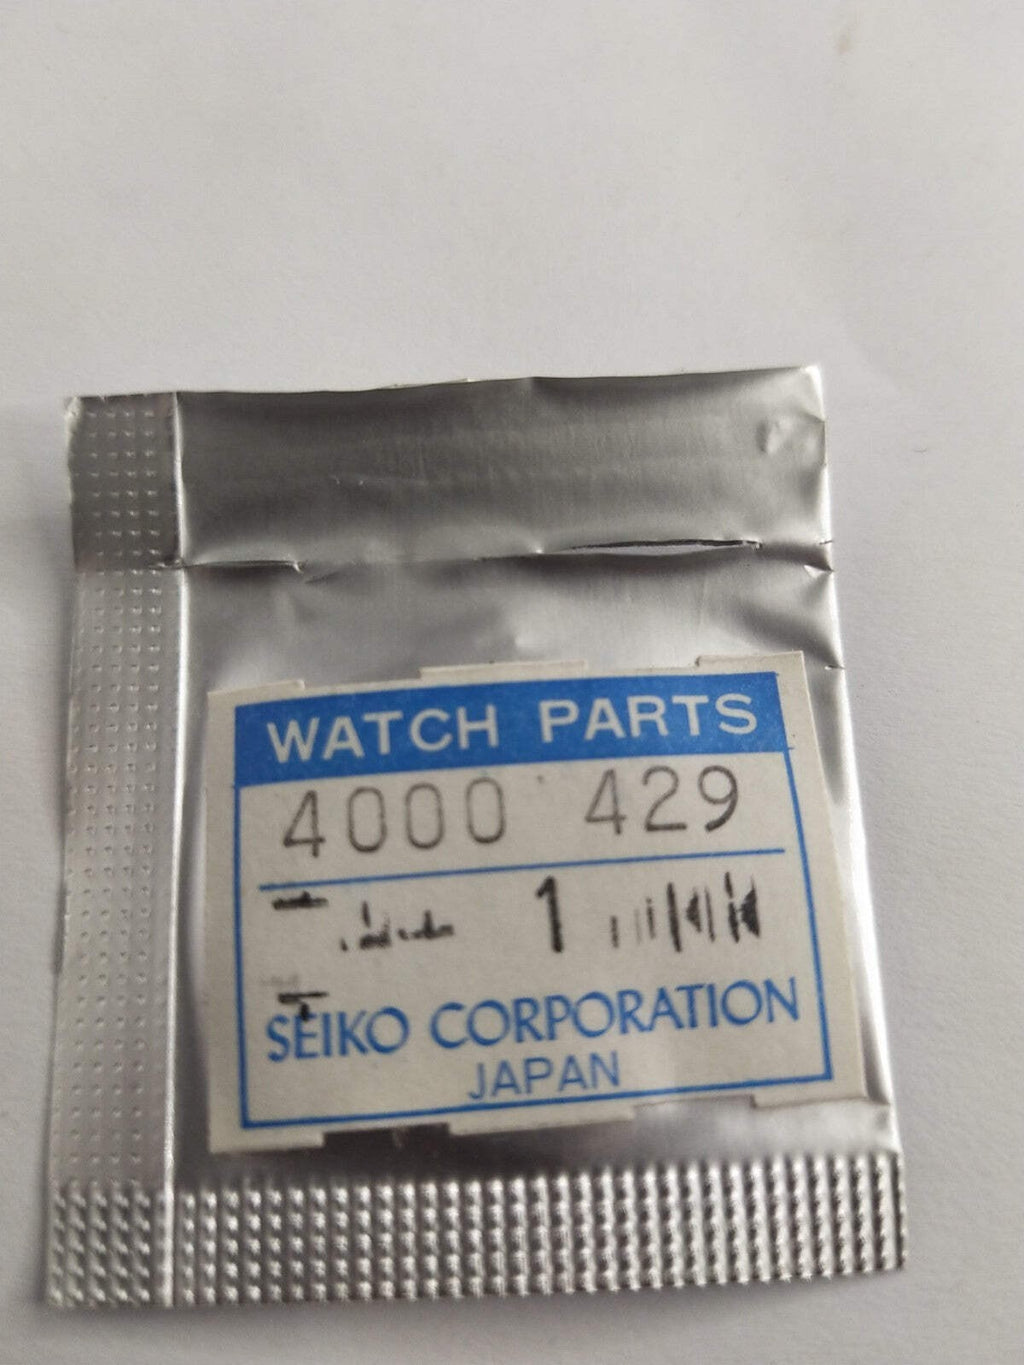 WATCH PARTS
4000 429
1
SEIKO CORPORATION
JAPAN